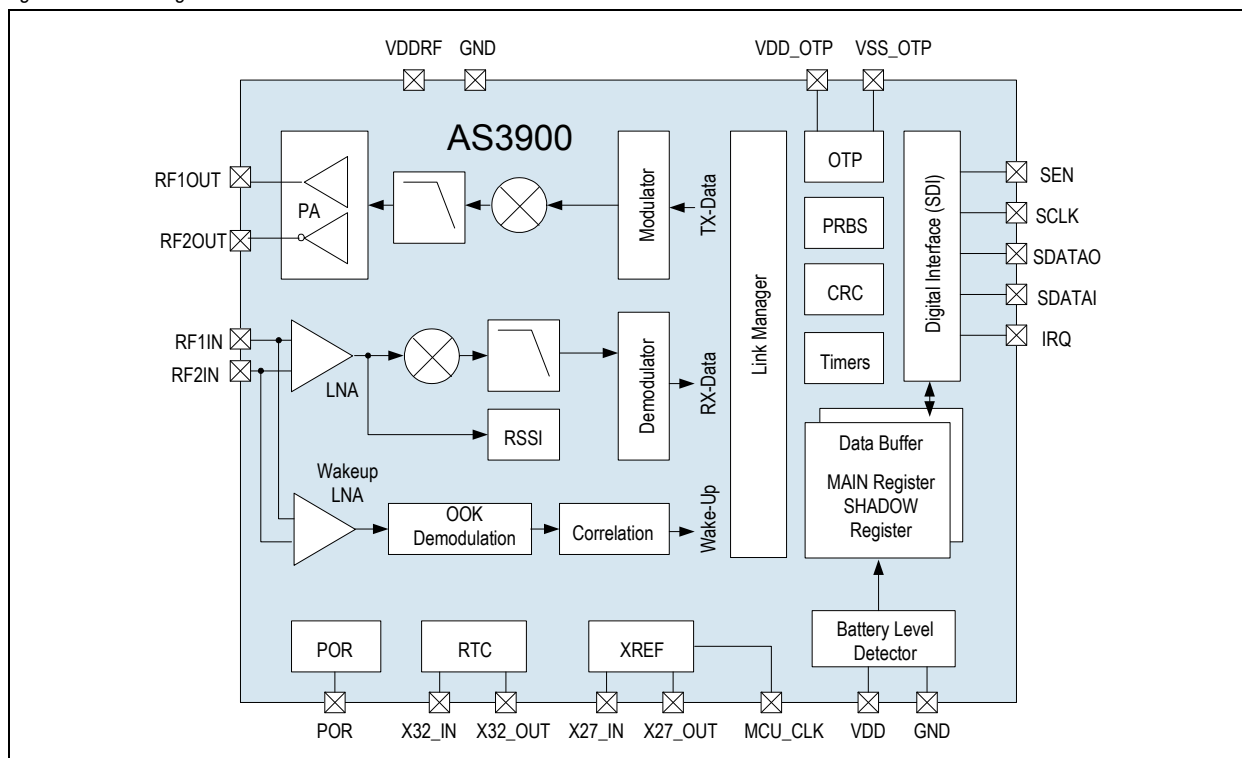 VDDRF GND VDD_OTP VSS_OTP
AS3900
RF1OUT
RF2OUT
PA
Modulator
TX-Data
Link Manager
OTP
PRBS
CRC
Timers
Digital Interface (SDI)
SEN
SCLK
SDATAO
SDATAI
IRQ
RF1IN
RF2IN
LNA
RSSI
Demodulator
RX-Data
Data Buffer
MAIN Register
SHADOW
Register
Wakeup
LNA
OOK
Demodulation
Correlation
Wake-Up
POR
RTC
XREF
Battery Level
Detector
POR X32_IN X32_OUT X27_IN X27_OUT MCU_CLK VDD GND